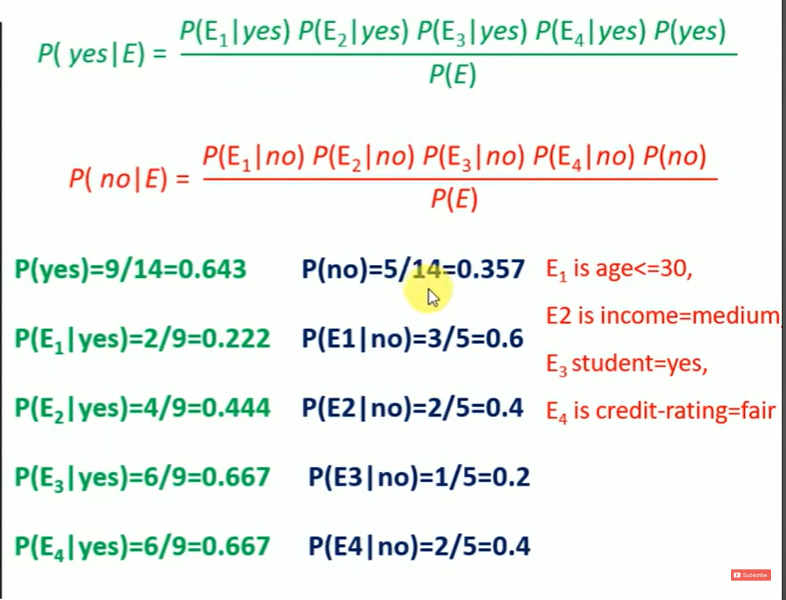 P( yes|E) = P(E₁|yes) P(E₂|yes) P(E₃|yes) P(E₄|yes) P(yes) / P(E)
P( no|E) = P(E₁|no) P(E₂|no) P(E₃|no) P(E₄|no) P(no) / P(E)
P(yes)=9/14=0.643 P(no)=5/14=0.357 E₁ is age<=30,
E2 is income=medium,
P(E₁|yes)=2/9=0.222 P(E1|no)=3/5=0.6
E₃ student=yes,
P(E₂|yes)=4/9=0.444 P(E2|no)=2/5=0.4 E₄ is credit-rating=fair
P(E₃|yes)=6/9=0.667 P(E3|no)=1/5=0.2
P(E₄|yes)=6/9=0.667 P(E4|no)=2/5=0.4
Subscribe